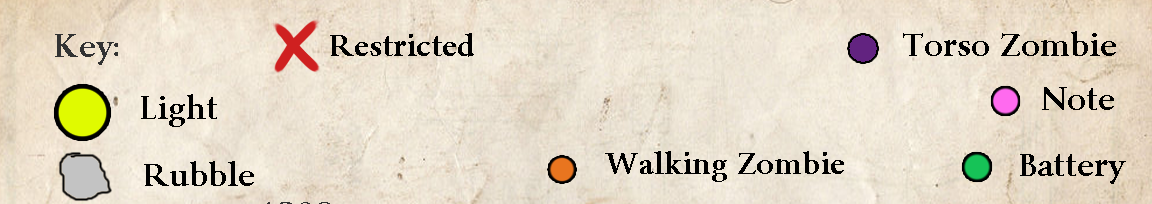 Key:
Restricted
Torso Zombie
Light
Note
Rubble
Walking Zombie
Battery